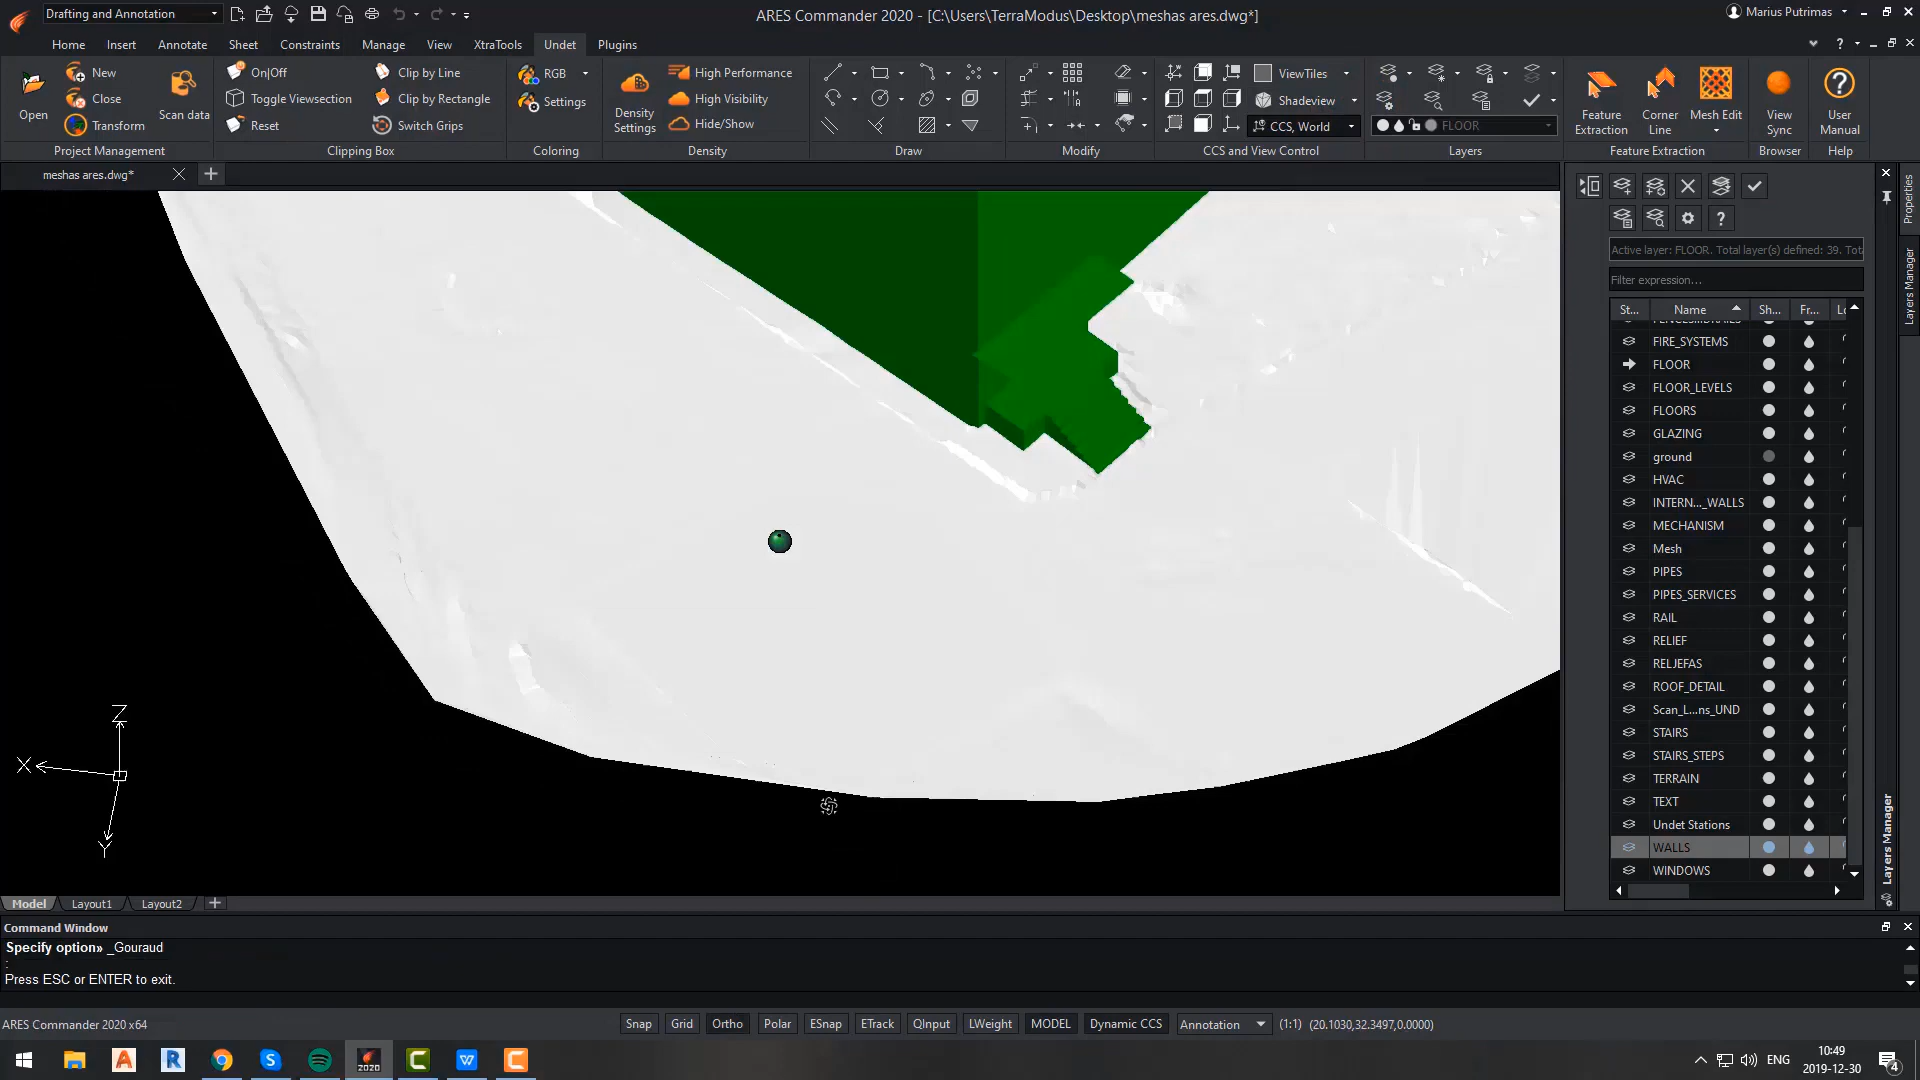 Drafting and Annotation
ARES Commander 2020 - [C:\Users\TerraModus\Desktop\meshas ares.dwg*]
Marius Putrimas
Home Insert Annotate Sheet Constraints Manage View XtraTools Undet Plugins
Open
New
Close
Transform
Scan data
Project Management
On|Off
Toggle Viewsection
Reset
Clip by Line
Clip by Rectangle
Switch Grips
Clipping Box
RGB
Settings
Coloring
Density Settings
High Performance
High Visibility
Hide/Show
Density
Draw
Modify
ViewTiles
Shadeview
CCS, World
CCS and View Control
FLOOR
Layers
Feature Extraction
Corner Line
Mesh Edit
Feature Extraction
View Sync
Browser
User Manual
Help
meshas ares.dwg*
Active layer: FLOOR. Total layer(s) defined: 39. Tot
Filter expression...
St... Name Sh... Fr...
FIRE_SYSTEMS
FLOOR
FLOOR_LEVELS
FLOORS
GLAZING
ground
HVAC
INTERN..._WALLS
MECHANISM
Mesh
PIPES
PIPES_SERVICES
RAIL
RELIEF
RELJEFAS
ROOF_DETAIL
Scan_L...ns_UND
STAIRS
STAIRS_STEPS
TERRAIN
TEXT
Undet Stations
WALLS
WINDOWS
Properties
Layers Manager
Layers Manager
Z
X
Y
Model Layout1 Layout2
Command Window
Specify option» _Gouraud
:
Press ESC or ENTER to exit.
ARES Commander 2020 x64
Snap Grid Ortho Polar ESnap ETrack QInput LWeight MODEL Dynamic CCS Annotation (1:1) (20.1030,32.3497,0.0000)
2020
ENG
10:49
2019-12-30
4